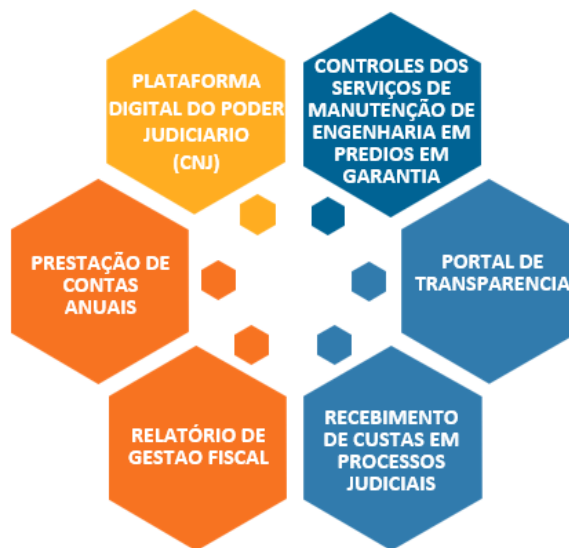 PLATAFORMA
DIGITAL DO PODER
JUDICIARIO
(CNJ)
CONTROLES DOS
SERVIÇOS DE
MANUTENÇÃO DE
ENGENHARIA EM
PREDIOS EM
GARANTIA
PRESTAÇÃO DE
CONTAS
ANUAIS
PORTAL DE
TRANSPARENCIA
RELATÓRIO DE
GESTAO FISCAL
RECEBIMENTO
DE CUSTAS EM
PROCESSOS
JUDICIAIS